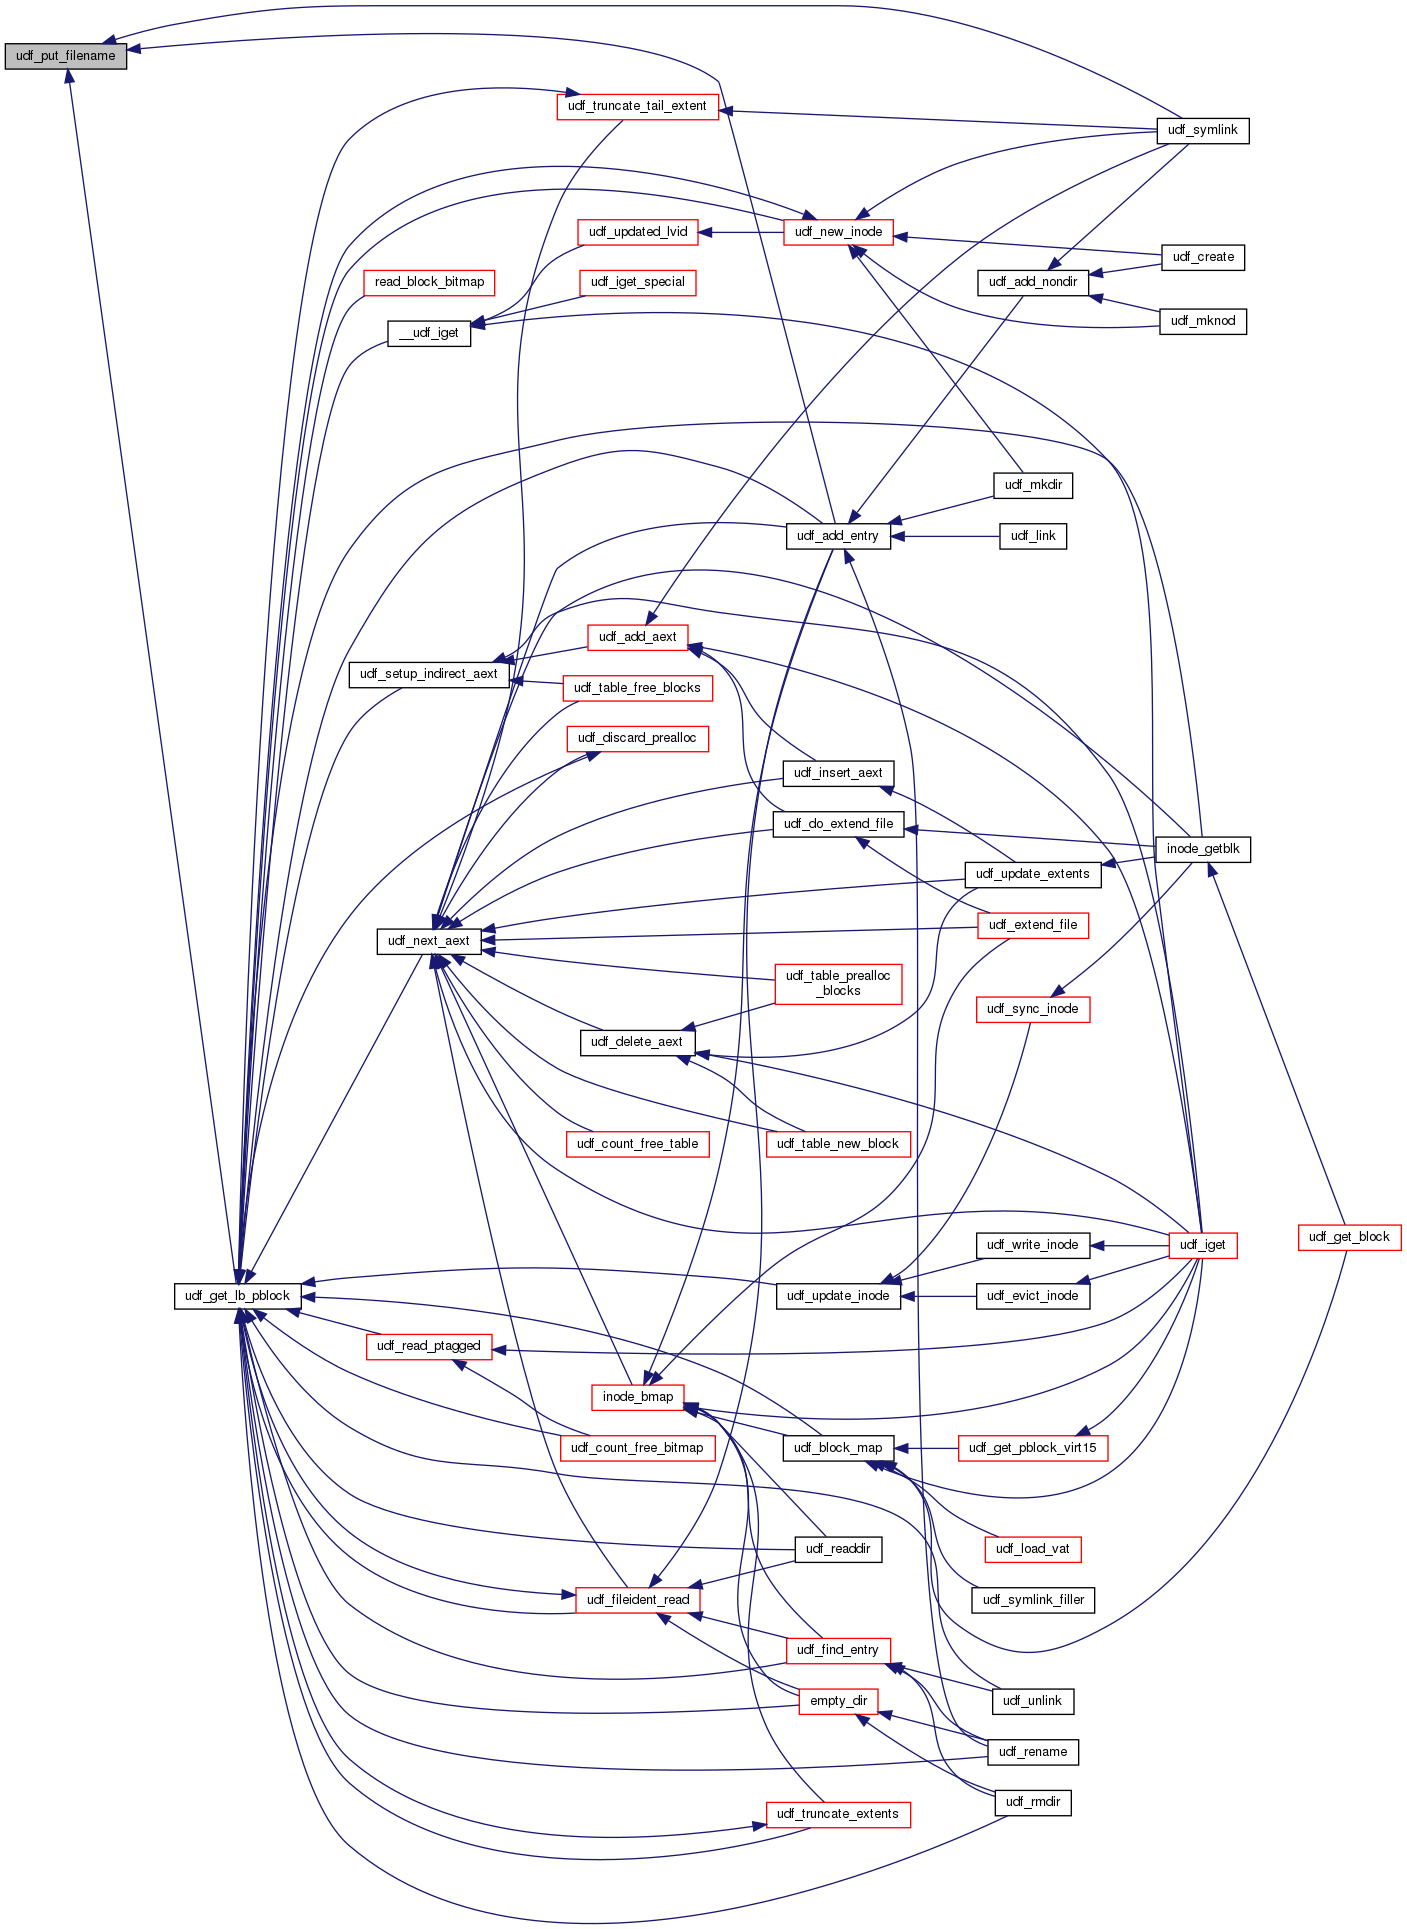 udf_put_filename
udf_truncate_tail_extent
udf_symlink
udf_updated_lvid
udf_new_inode
udf_create
read_block_bitmap
udf_iget_special
udf_add_nondir
__udf_iget
udf_mknod
udf_mkdir
udf_add_entry
udf_link
udf_add_aext
udf_setup_indirect_aext
udf_table_free_blocks
udf_discard_prealloc
udf_insert_aext
udf_do_extend_file
inode_getblk
udf_update_extents
udf_next_aext
udf_extend_file
udf_table_prealloc
_blocks
udf_sync_inode
udf_delete_aext
udf_count_free_table
udf_table_new_block
udf_get_block
udf_write_inode
udf_iget
udf_get_lb_pblock
udf_update_inode
udf_evict_inode
udf_read_ptagged
inode_bmap
udf_count_free_bitmap
udf_block_map
udf_get_pblock_virt15
udf_readdir
udf_load_vat
udf_fileident_read
udf_symlink_filler
udf_find_entry
empty_dir
udf_unlink
udf_rename
udf_truncate_extents
udf_rmdir